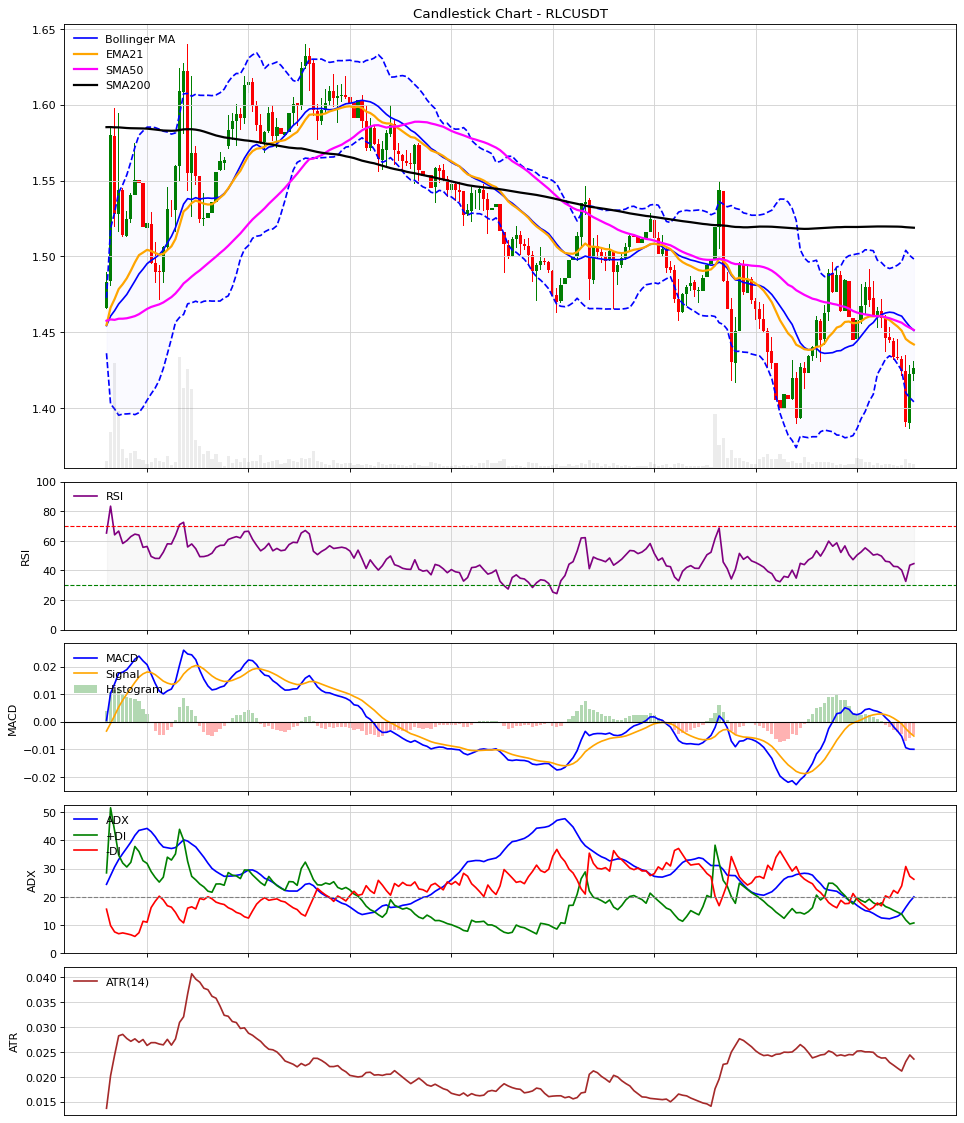 Candlestick Chart - RLCUSDT
Bollinger MA
EMA21
SMA50
SMA200
1.65
1.60
1.55
1.50
1.45
1.40
RSI
RSI
100
80
60
40
20
0
MACD
Signal
Histogram
MACD
0.02
0.01
0.00
−0.01
−0.02
ADX
+DI
-DI
ADX
50
40
30
20
10
0
ATR(14)
ATR
0.040
0.035
0.030
0.025
0.020
0.015